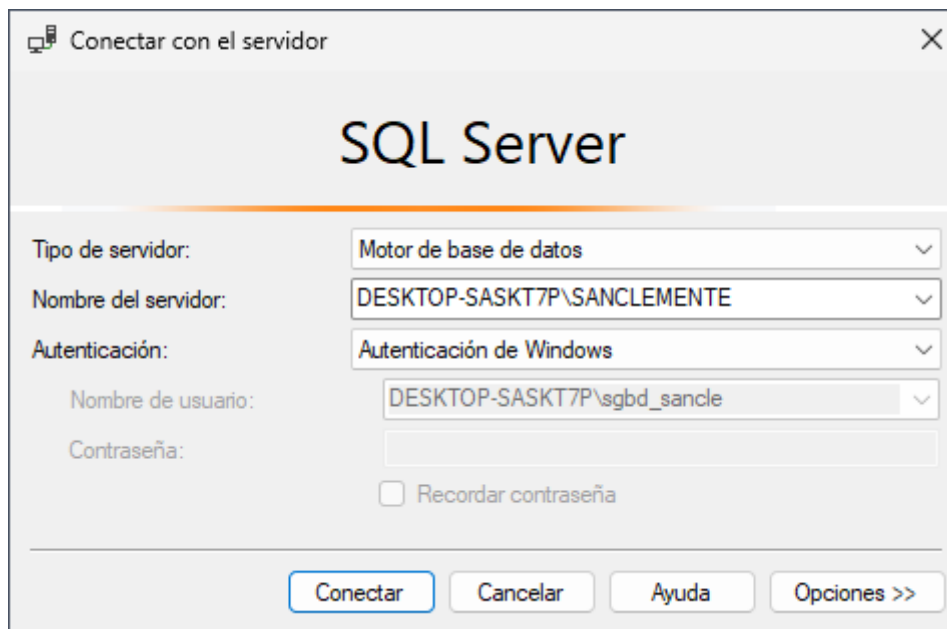 Conectar con el servidor
SQL Server
Tipo de servidor: Motor de base de datos
Nombre del servidor: DESKTOP-SASKT7P\SANCLEMENTE
Autenticación: Autenticación de Windows
Nombre de usuario: DESKTOP-SASKT7P\sgbd_sancle
Contraseña:
Recordar contraseña
Conectar Cancelar Ayuda Opciones >>